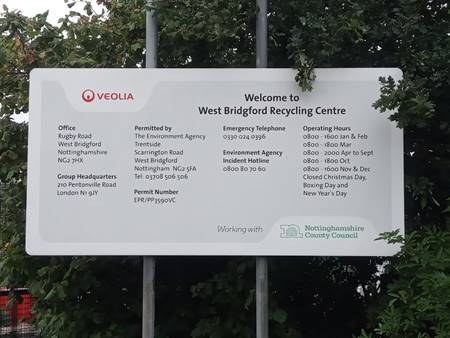 VEOLIA
Welcome to
West Bridgford Recycling Centre
Office
Rugby Road
West Bridgford
Nottinghamshire
NG2 7HX
Group Headquarters
210 Pentonville Road
London N1 9JY
Permitted by
The Environment Agency
Trentside
Scarrington Road
West Bridgford
Nottingham NG2 5FA
Tel: 03708 506 506
Permit Number
EPR/PP3590VC
Emergency Telephone
0330 024 0396
Environment Agency
Incident Hotline
0800 80 70 60
Operating Hours
0800 - 1600 Jan & Feb
0800 - 1800 Mar
0800 - 2000 Apr to Sept
0800 - 1800 Oct
0800 - 1600 Nov & Dec
Closed Christmas Day,
Boxing Day and
New Year's Day
Working with
Nottinghamshire
County Council